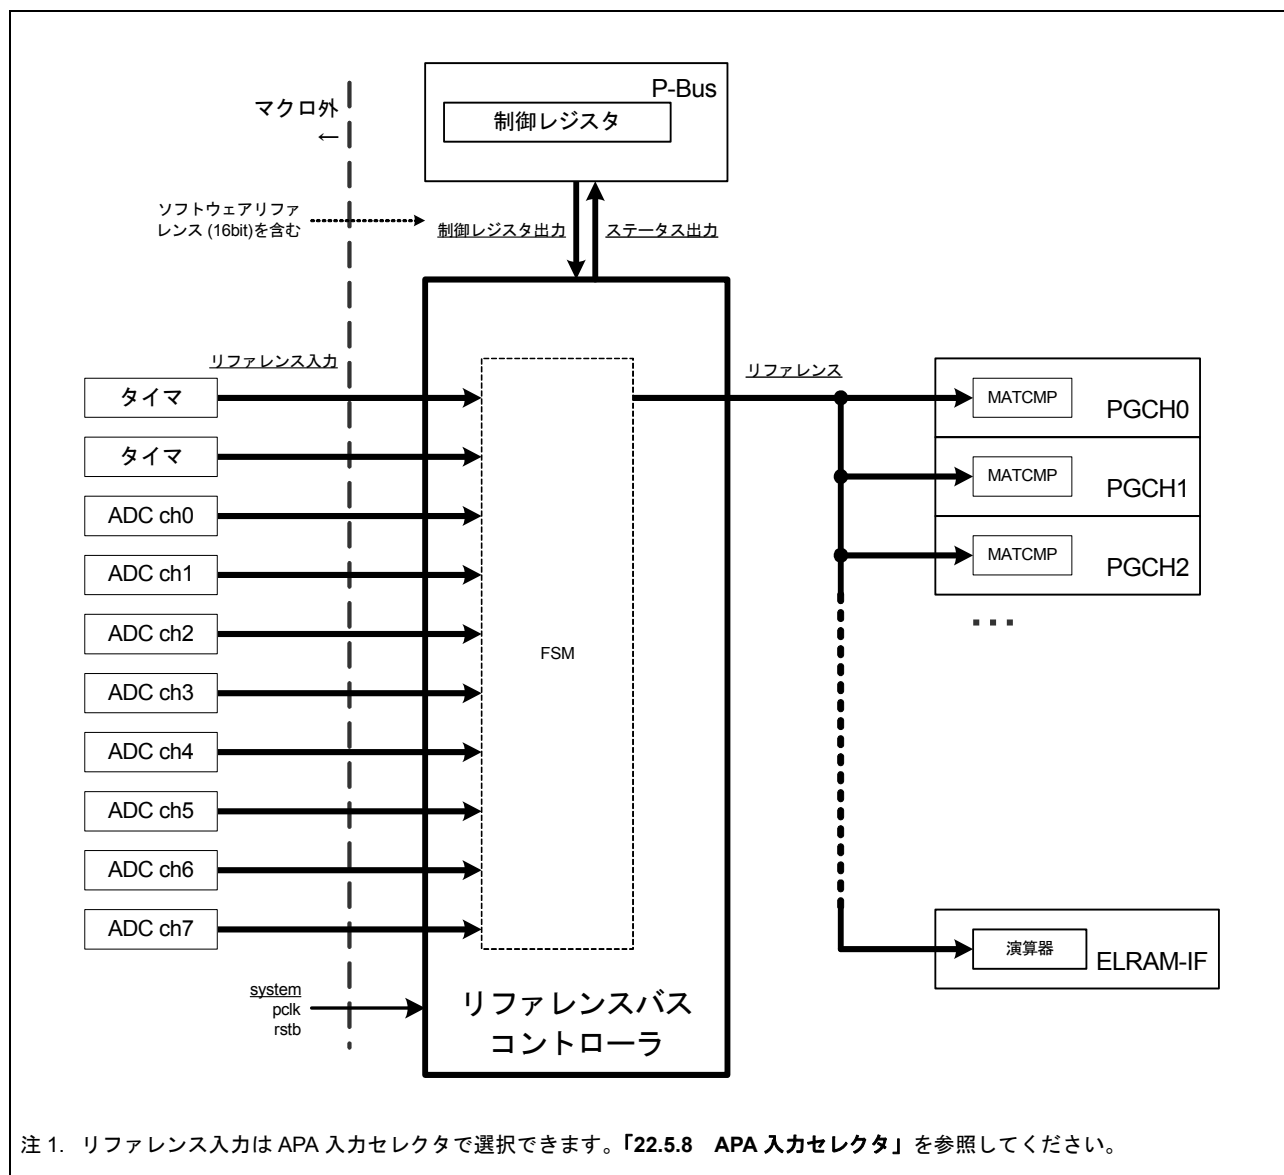 P-Bus
制御レジスタ
マクロ外
←
ソフトウェアリファ
レンス (16bit)を含む
制御レジスタ出力
ステータス出力
リファレンス入力
リファレンス
タイマ
タイマ
ADC ch0
ADC ch1
ADC ch2
ADC ch3
ADC ch4
ADC ch5
ADC ch6
ADC ch7
FSM
MATCMP
PGCH0
MATCMP
PGCH1
MATCMP
PGCH2
...
演算器
ELRAM-IF
system
pclk
rstb
リファレンスバス
コントローラ
注 1. リファレンス入力は APA 入力セレクタで選択できます。「22.5.8 APA 入力セレクタ」を参照してください。